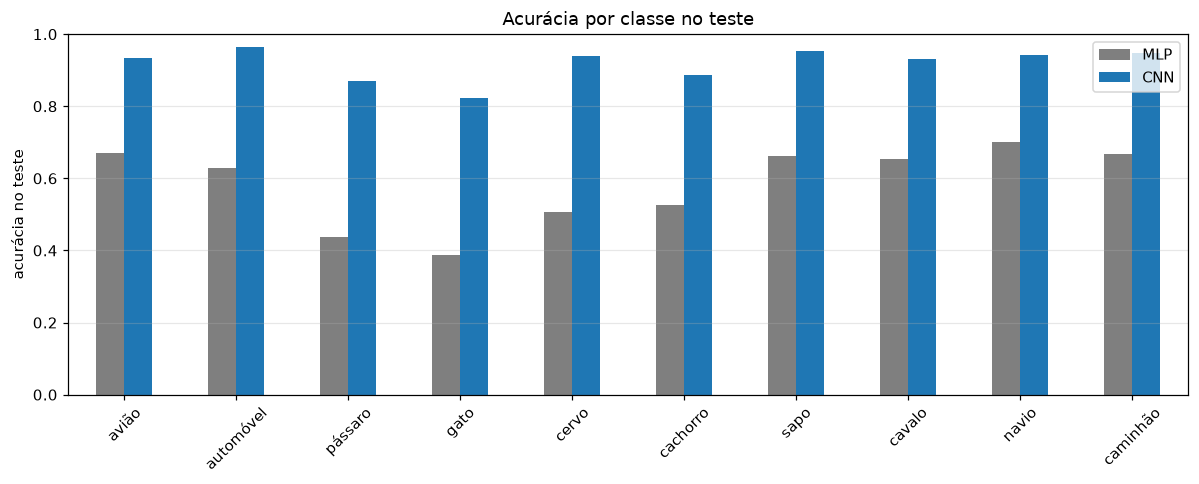 Acurácia por classe no teste
acurácia no teste
1.0
0.8
0.6
0.4
0.2
0.0
MLP
CNN
avião
automóvel
pássaro
gato
cervo
cachorro
sapo
cavalo
navio
caminhão